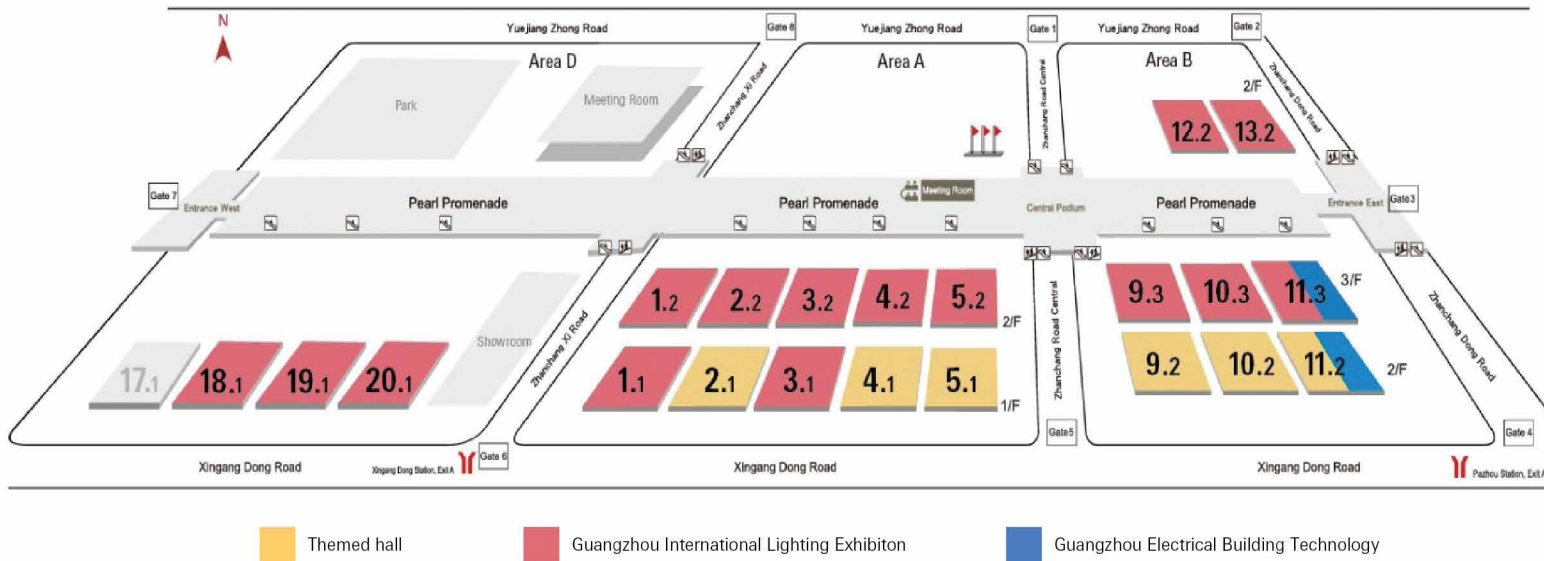 N
Yuejiang Zhong Road
Gate 8
Yuejiang Zhong Road
Gate 1
Yuejiang Zhong Road
Gate 2
Area D
Area A
Area B
Park
Meeting Room
Zhanchang Xi Road
Zhanchang Road Central
Zhanchang Dong Road
2/F
12.2
13.2
Gate 7
Entrance West
Pearl Promenade
Pearl Promenade
Meeting Room
Central Podium
Pearl Promenade
Entrance East
Gate3
1.2
2.2
3.2
4.2
5.2
2/F
9.3
10.3
11.3
3/F
Showroom
Zhanchang Xi Road
Zhanchang Road Central
Zhanchang Dong Road
17.1
18.1
19.1
20.1
1.1
2.1
3.1
4.1
5.1
1/F
9.2
10.2
11.2
2/F
Gate5
Gate 4
Xingang Dong Road
Xingang Dong Station, Exit A
Gate 6
Xingang Dong Road
Xingang Dong Road
Pazhou Station, Exit A
Themed hall
Guangzhou International Lighting Exhibiton
Guangzhou Electrical Building Technology